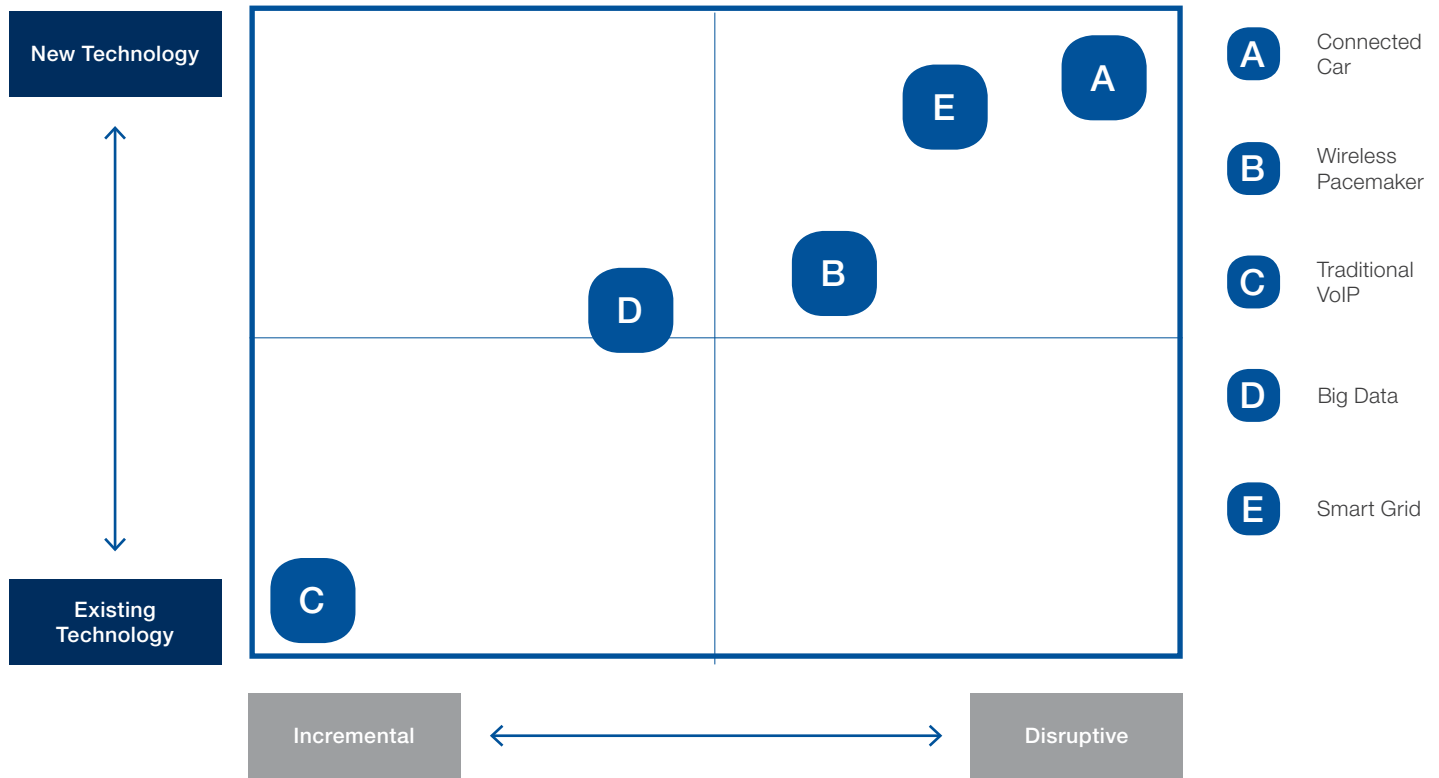 New Technology
Existing
Technology
E
A
B
D
C
Incremental
Disruptive
A
Connected
Car
B
Wireless
Pacemaker
C
Traditional
VoIP
D
Big Data
E
Smart Grid